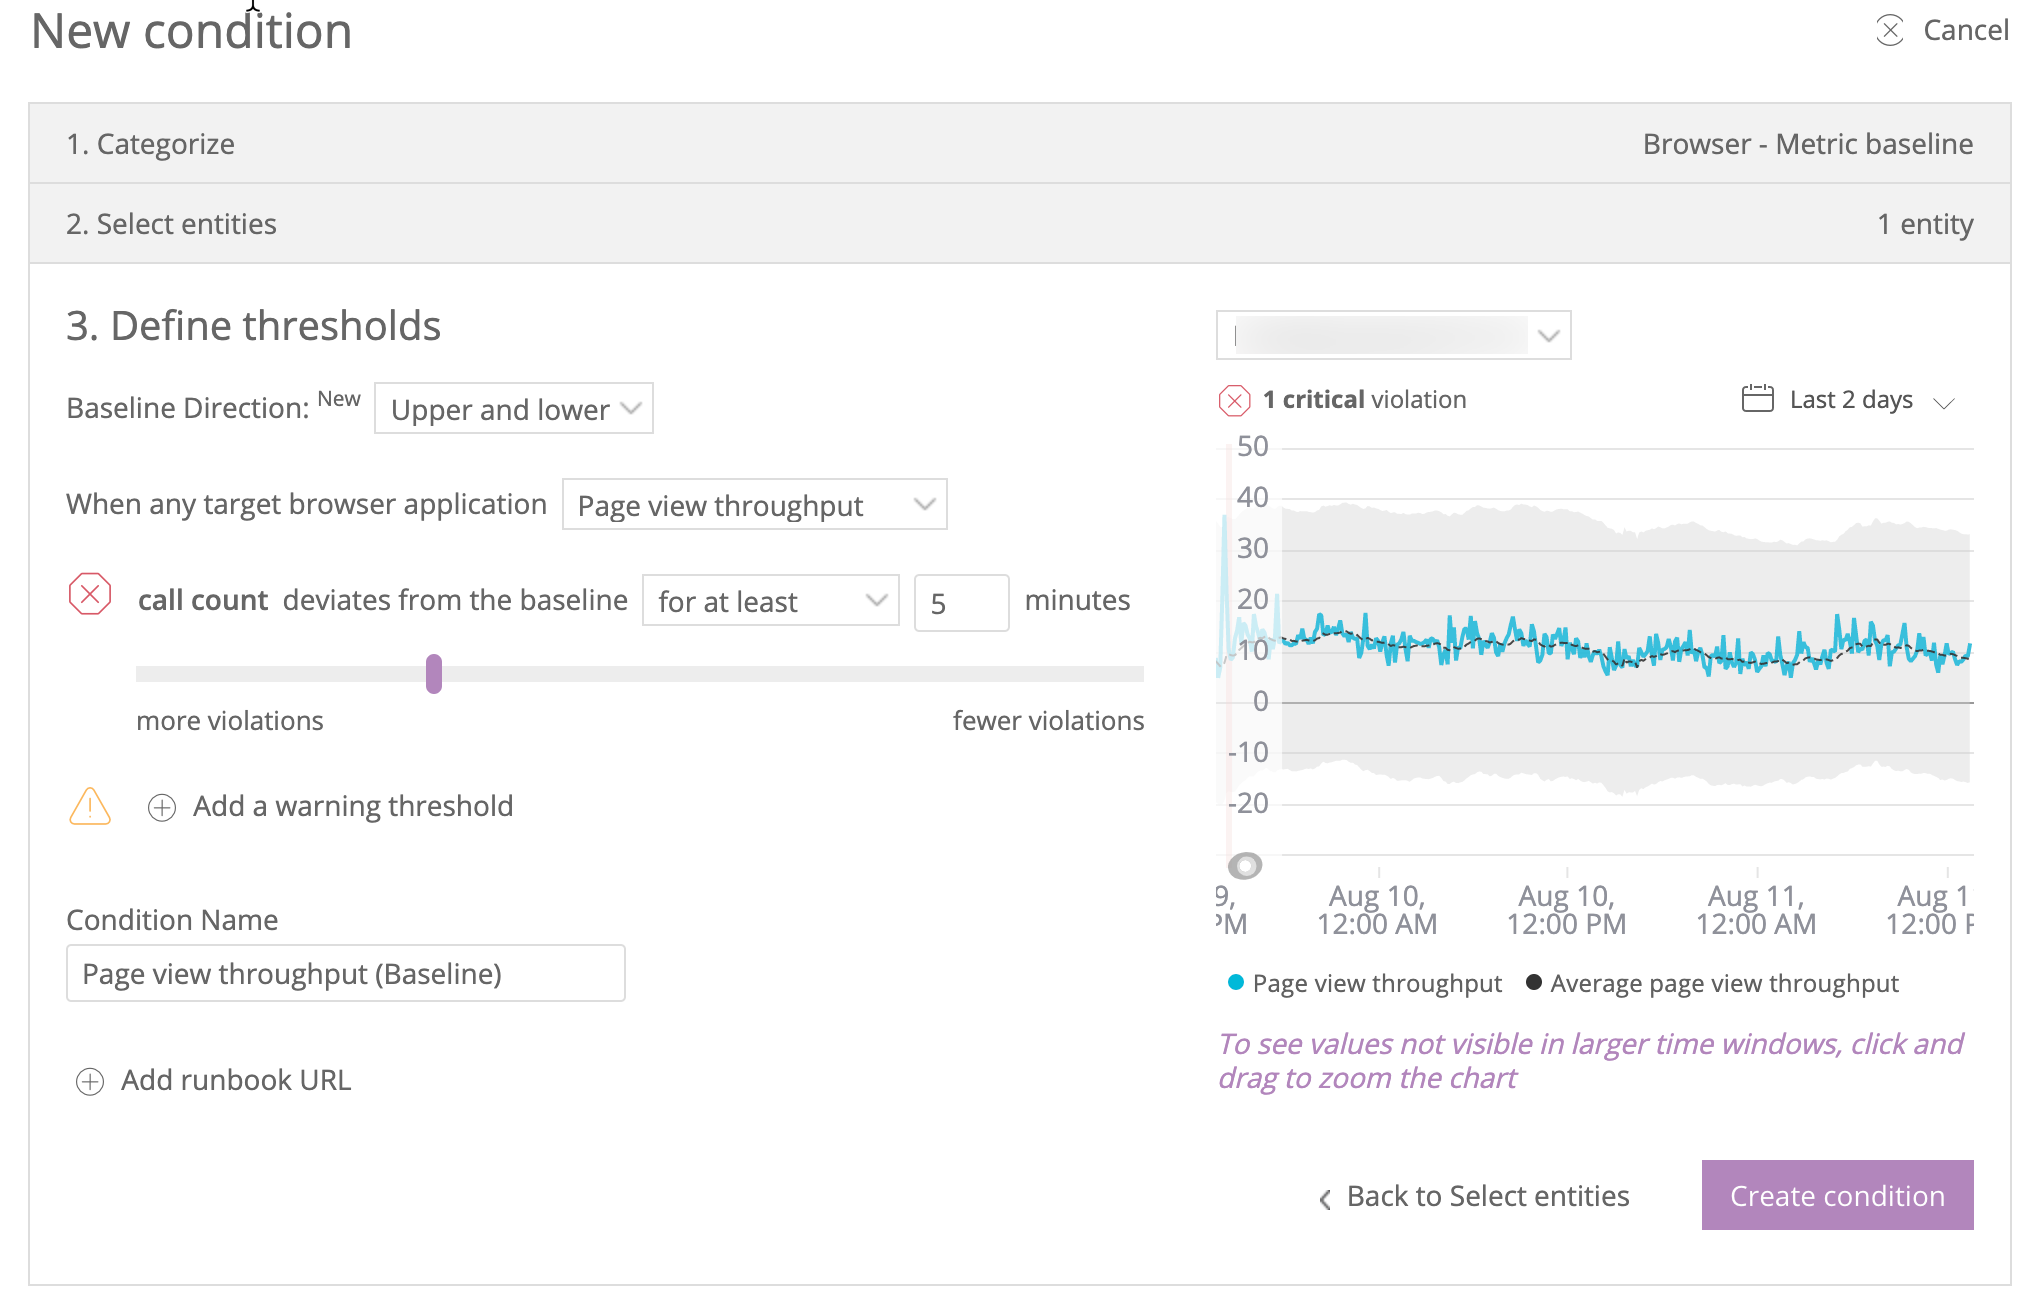 New condition
Cancel
1. Categorize
Browser - Metric baseline
2. Select entities
1 entity
3. Define thresholds
Baseline Direction: New
Upper and lower
When any target browser application
Page view throughput
call count deviates from the baseline
for at least
5
minutes
more violations
fewer violations
Add a warning threshold
Condition Name
Page view throughput (Baseline)
Add runbook URL
1 critical violation
Last 2 days
50
40
30
20
10
0
-10
-20
9,
PM
Aug 10,
12:00 AM
Aug 10,
12:00 PM
Aug 11,
12:00 AM
Aug 1
12:00 P
Page view throughput
Average page view throughput
To see values not visible in larger time windows, click and
drag to zoom the chart
Back to Select entities
Create condition